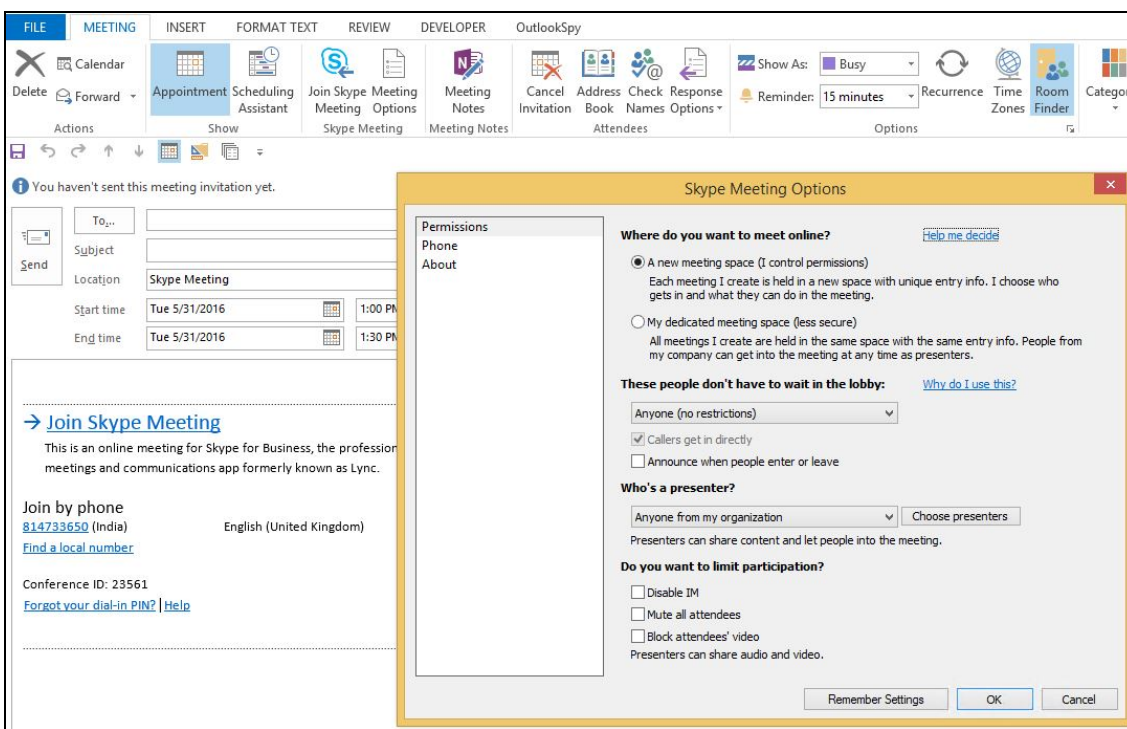 FILE MEETING INSERT FORMAT TEXT REVIEW DEVELOPER OutlookSpy
Delete
Calendar
Forward
Actions
Appointment
Scheduling Assistant
Show
Join Skype Meeting
Meeting Options
Skype Meeting
Meeting Notes
Meeting Notes
Cancel Invitation
Address Book
Check Names
Response Options
Attendees
Show As: Busy
Reminder: 15 minutes
Recurrence
Time Zones
Room Finder
Options
Categor
You haven't sent this meeting invitation yet.
Send
To...
Subject
Location Skype Meeting
Start time Tue 5/31/2016 1:00 PM
End time Tue 5/31/2016 1:30 PM
→ Join Skype Meeting
This is an online meeting for Skype for Business, the profession
meetings and communications app formerly known as Lync.
Join by phone
814733650 (India) English (United Kingdom)
Find a local number
Conference ID: 23561
Forgot your dial-in PIN? | Help
Skype Meeting Options
Permissions
Phone
About
Where do you want to meet online? Help me decide
A new meeting space (I control permissions)
Each meeting I create is held in a new space with unique entry info. I choose who
gets in and what they can do in the meeting.
My dedicated meeting space (less secure)
All meetings I create are held in the same space with the same entry info. People from
my company can get into the meeting at any time as presenters.
These people don't have to wait in the lobby: Why do I use this?
Anyone (no restrictions)
Callers get in directly
Announce when people enter or leave
Who's a presenter?
Anyone from my organization Choose presenters
Presenters can share content and let people into the meeting.
Do you want to limit participation?
Disable IM
Mute all attendees
Block attendees' video
Presenters can share audio and video.
Remember Settings OK Cancel